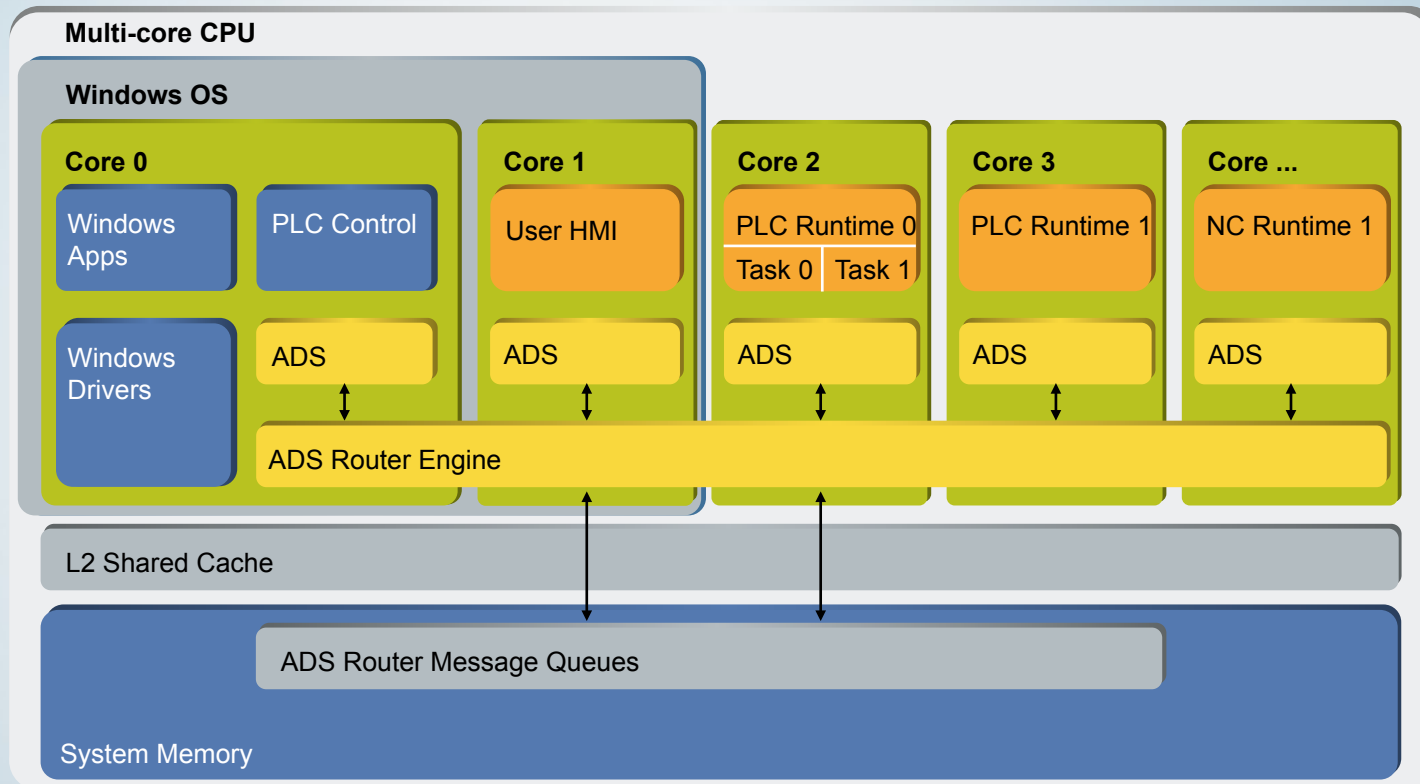 Multi-core CPU
Windows OS
Core 0
Core 1
Core 2
Core 3
Core ...
Windows
Apps
PLC Control
User HMI
PLC Runtime 0
Task 0
Task 1
PLC Runtime 1
NC Runtime 1
Windows
Drivers
ADS
ADS
ADS
ADS
ADS
ADS Router Engine
L2 Shared Cache
ADS Router Message Queues
System Memory